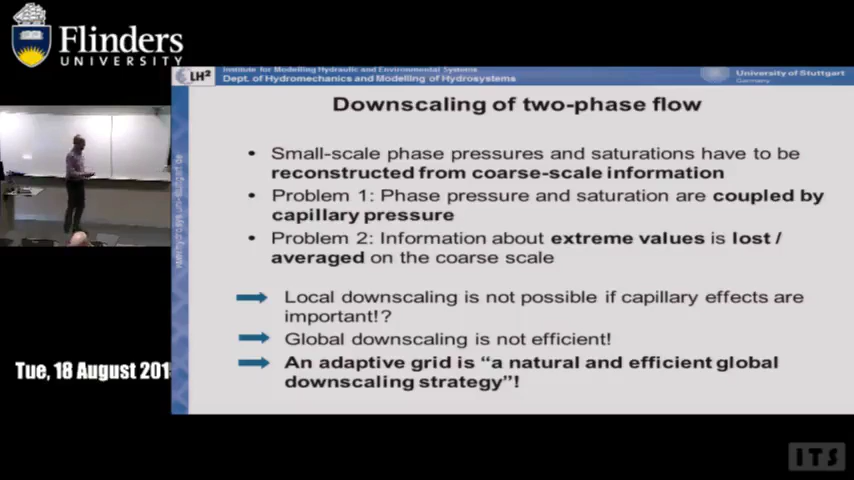 Flinders
UNIVERSITY
LH²
Institute for Modelling Hydraulic and Environmental Systems
Dept. of Hydromechanics and Modelling of Hydrosystems
University of Stuttgart
Germany
Downscaling of two-phase flow
• Small-scale phase pressures and saturations have to be
reconstructed from coarse-scale information
• Problem 1: Phase pressure and saturation are coupled by
capillary pressure
• Problem 2: Information about extreme values is lost /
averaged on the coarse scale
Local downscaling is not possible if capillary effects are
important!?
Global downscaling is not efficient!
An adaptive grid is “a natural and efficient global
downscaling strategy”!
Tue, 18 August 201
ITS